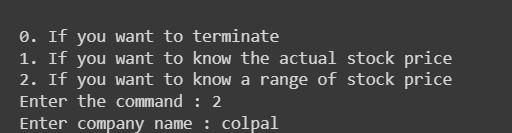 0. If you want to terminate
1. If you want to know the actual stock price
2. If you want to know a range of stock price
Enter the command : 2
Enter company name : colpal